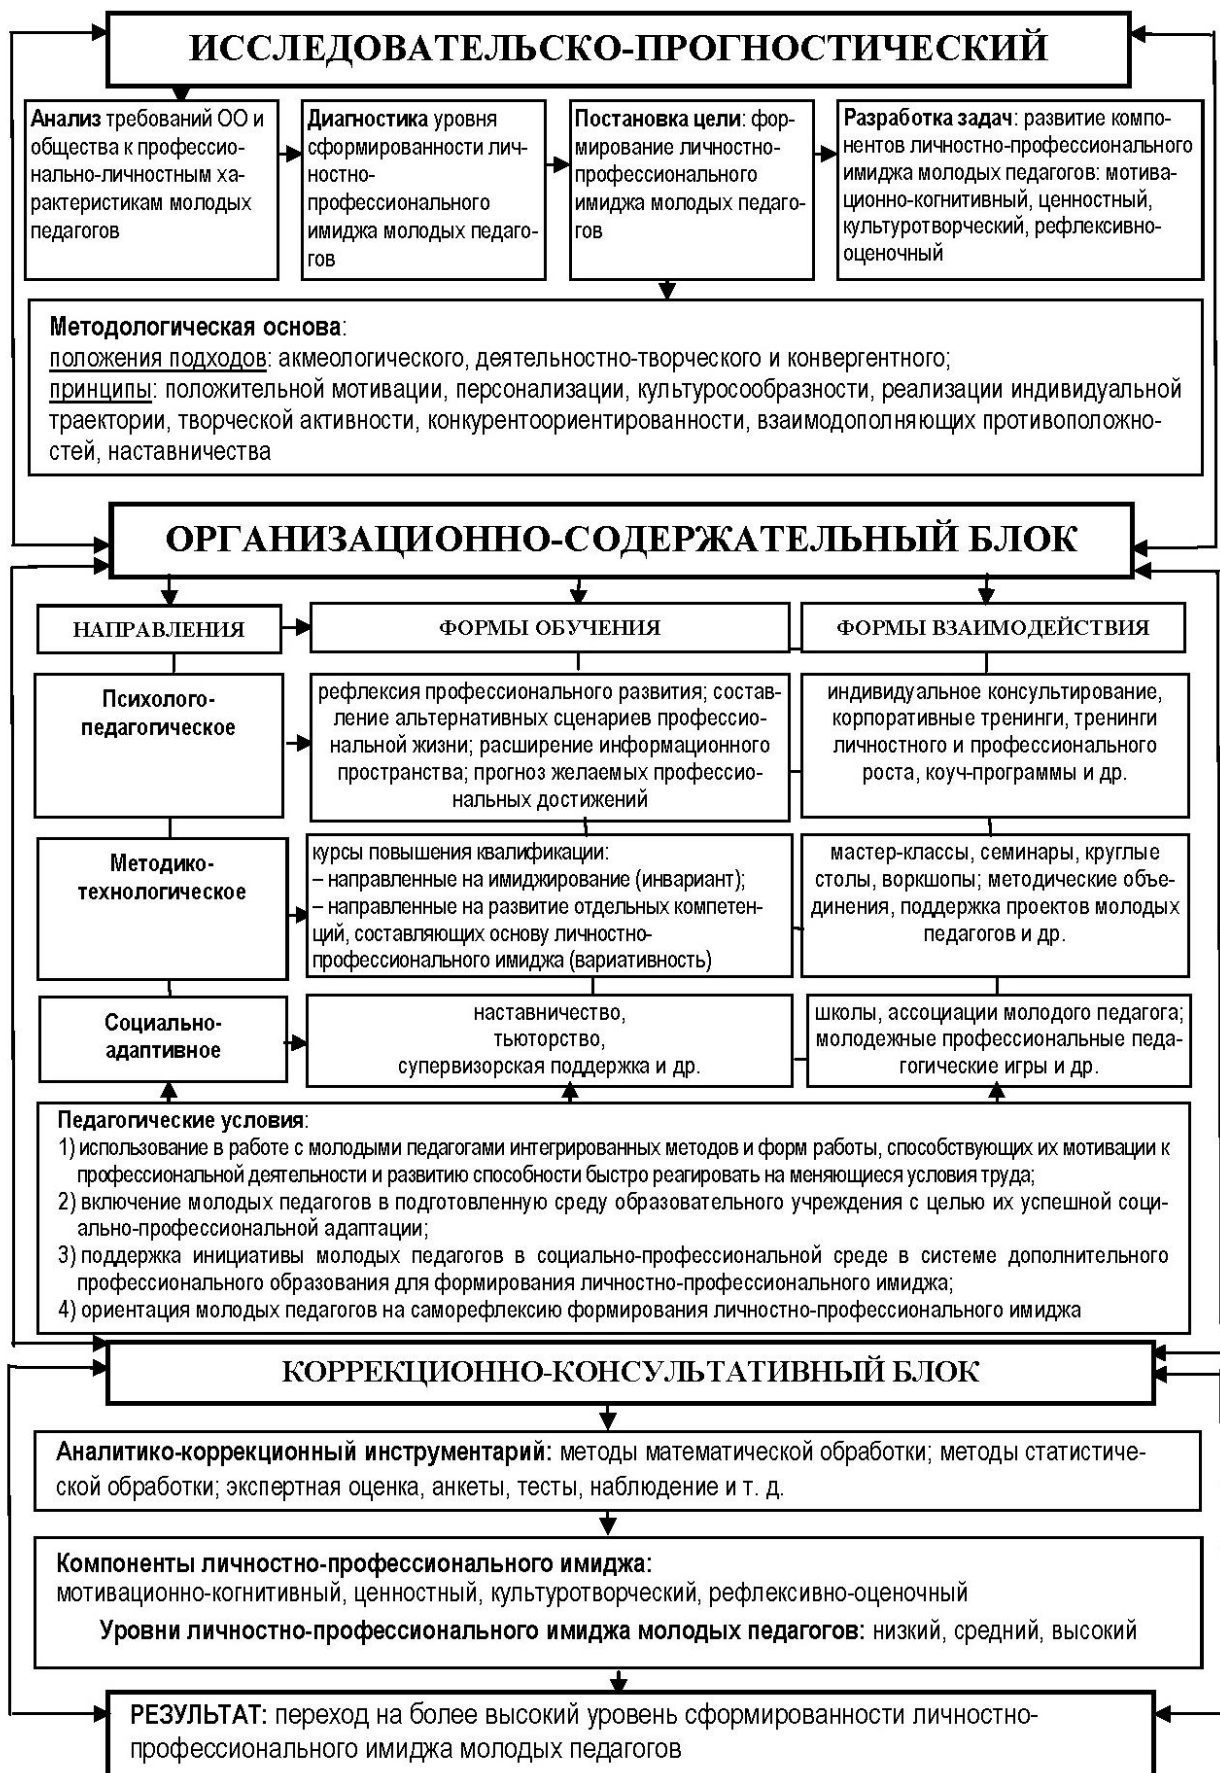 ИССЛЕДОВАТЕЛЬСКО-ПРОГНОСТИЧЕСКИЙ
Анализ требований ОО и
общества к профессио-
нально-личностным ха-
рактеристикам молодых
педагогов
Диагностика уровня
сформированности лич-
ностно-
профессионального
имиджа молодых педаго-
гов
Постановка цели: фор-
мирование личностно-
профессионального
имиджа молодых педаго-
гов
Разработка задач: развитие компо-
нентов личностно-профессионального
имиджа молодых педагогов: мотива-
ционно-когнитивный, ценностный,
культуротворческий, рефлексивно-
оценочный
Методологическая основа:
положения подходов: акмеологического, деятельностно-творческого и конвергентного;
принципы: положительной мотивации, персонализации, культуросообразности, реализации индивидуальной
траектории, творческой активности, конкурентоориентированности, взаимодополняющих противоположно-
стей, наставничества
ОРГАНИЗАЦИОННО-СОДЕРЖАТЕЛЬНЫЙ БЛОК
НАПРАВЛЕНИЯ
ФОРМЫ ОБУЧЕНИЯ
ФОРМЫ ВЗАИМОДЕЙСТВИЯ
Психолого-
педагогическое
рефлексия профессионального развития; состав-
ление альтернативных сценариев профессио-
нальной жизни; расширение информационного
пространства; прогноз желаемых профессио-
нальных достижений
индивидуальное консультирование,
корпоративные тренинги, тренинги
личностного и профессионального
роста, коуч-программы и др.
Методико-
технологическое
курсы повышения квалификации:
– направленные на имиджирование (инвариант);
– направленные на развитие отдельных компетен-
ций, составляющих основу личностно-
профессионального имиджа (вариативность)
мастер-классы, семинары, круглые
столы, воркшопы; методические объе-
динения, поддержка проектов молодых
педагогов и др.
Социально-
адаптивное
наставничество,
тьюторство,
супервизорская поддержка и др.
школы, ассоциации молодого педагога;
молодежные профессиональные педа-
гогические игры и др.
Педагогические условия:
1) использование в работе с молодыми педагогами интегрированных методов и форм работы, способствующих их мотивации к
профессиональной деятельности и развитию способности быстро реагировать на меняющиеся условия труда;
2) включение молодых педагогов в подготовленную среду образовательного учреждения с целью их успешной соци-
ально-профессиональной адаптации;
3) поддержка инициативы молодых педагогов в социально-профессиональной среде в системе дополнительного
профессионального образования для формирования личностно-профессионального имиджа;
4) ориентация молодых педагогов на саморефлексию формирования личностно-профессионального имиджа
КОРРЕКЦИОННО-КОНСУЛЬТАТИВНЫЙ БЛОК
Аналитико-коррекционный инструментарий: методы математической обработки; методы статистиче-
ской обработки; экспертная оценка, анкеты, тесты, наблюдение и т. д.
Компоненты личностно-профессионального имиджа:
мотивационно-когнитивный, ценностный, культуротворческий, рефлексивно-оценочный
Уровни личностно-профессионального имиджа молодых педагогов: низкий, средний, высокий
РЕЗУЛЬТАТ: переход на более высокий уровень сформированности личностно-
профессионального имиджа молодых педагогов